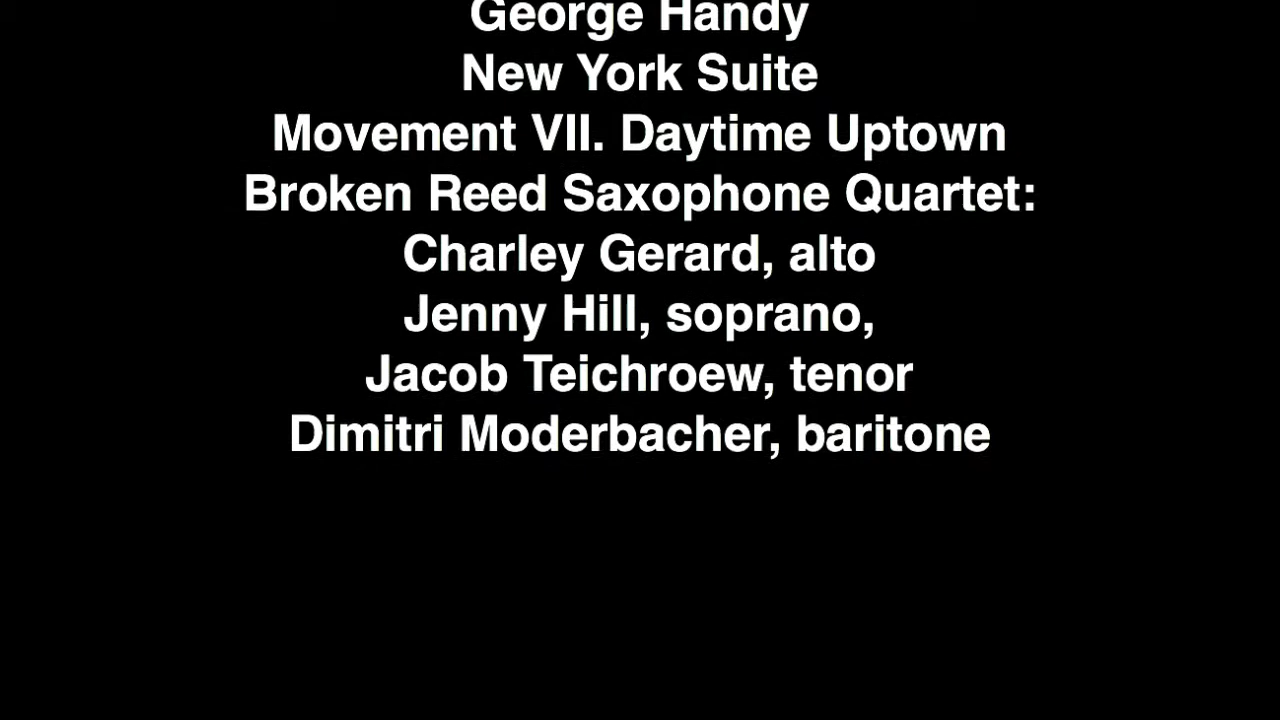 George Handy
New York Suite
Movement VII. Daytime Uptown
Broken Reed Saxophone Quartet:
Charley Gerard, alto
Jenny Hill, soprano,
Jacob Teichroew, tenor
Dimitri Moderbacher, baritone